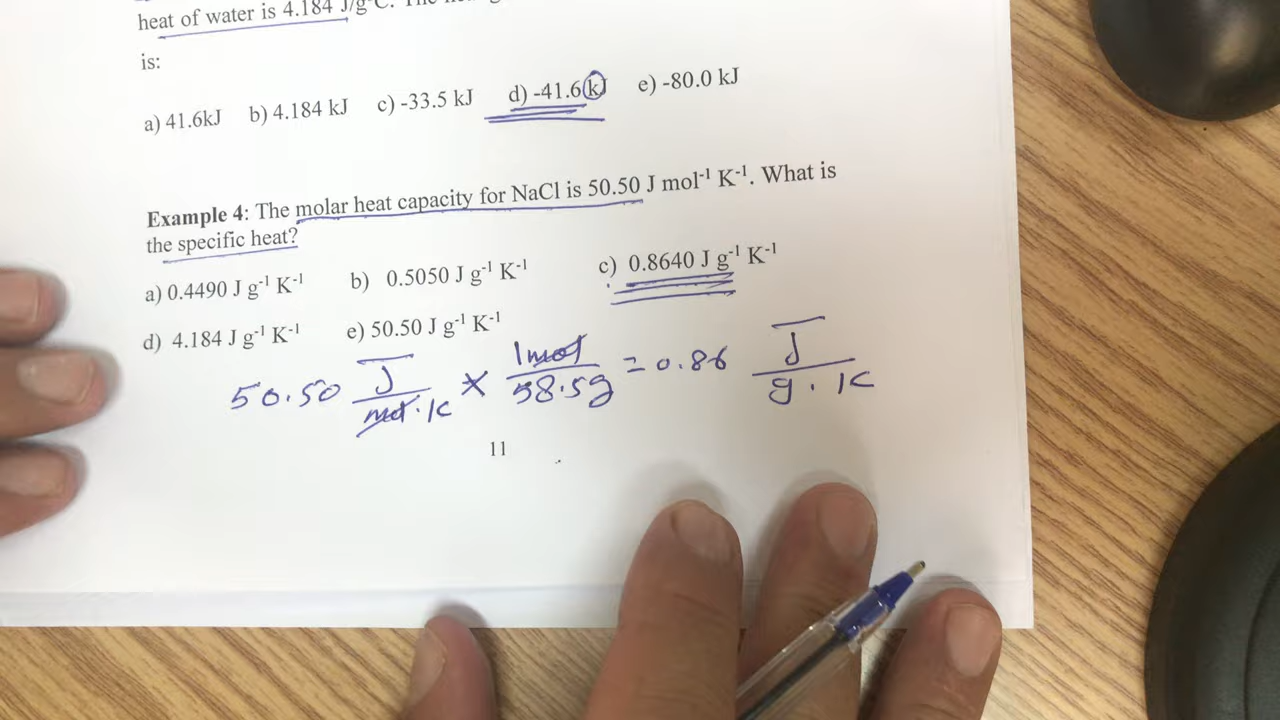 heat of water is 4.184 J/g°C. The
is:
a) 41.6kJ b) 4.184 kJ c) -33.5 kJ d) -41.6 kJ e) -80.0 kJ
Example 4: The molar heat capacity for NaCl is 50.50 J mol⁻¹ K⁻¹. What is
the specific heat?
a) 0.4490 J g⁻¹ K⁻¹ b) 0.5050 J g⁻¹ K⁻¹ c) 0.8640 J g⁻¹ K⁻¹
d) 4.184 J g⁻¹ K⁻¹ e) 50.50 J g⁻¹ K⁻¹
50.50 J/mol·K × 1mol/58.5g = 0.86 J/g·K
11